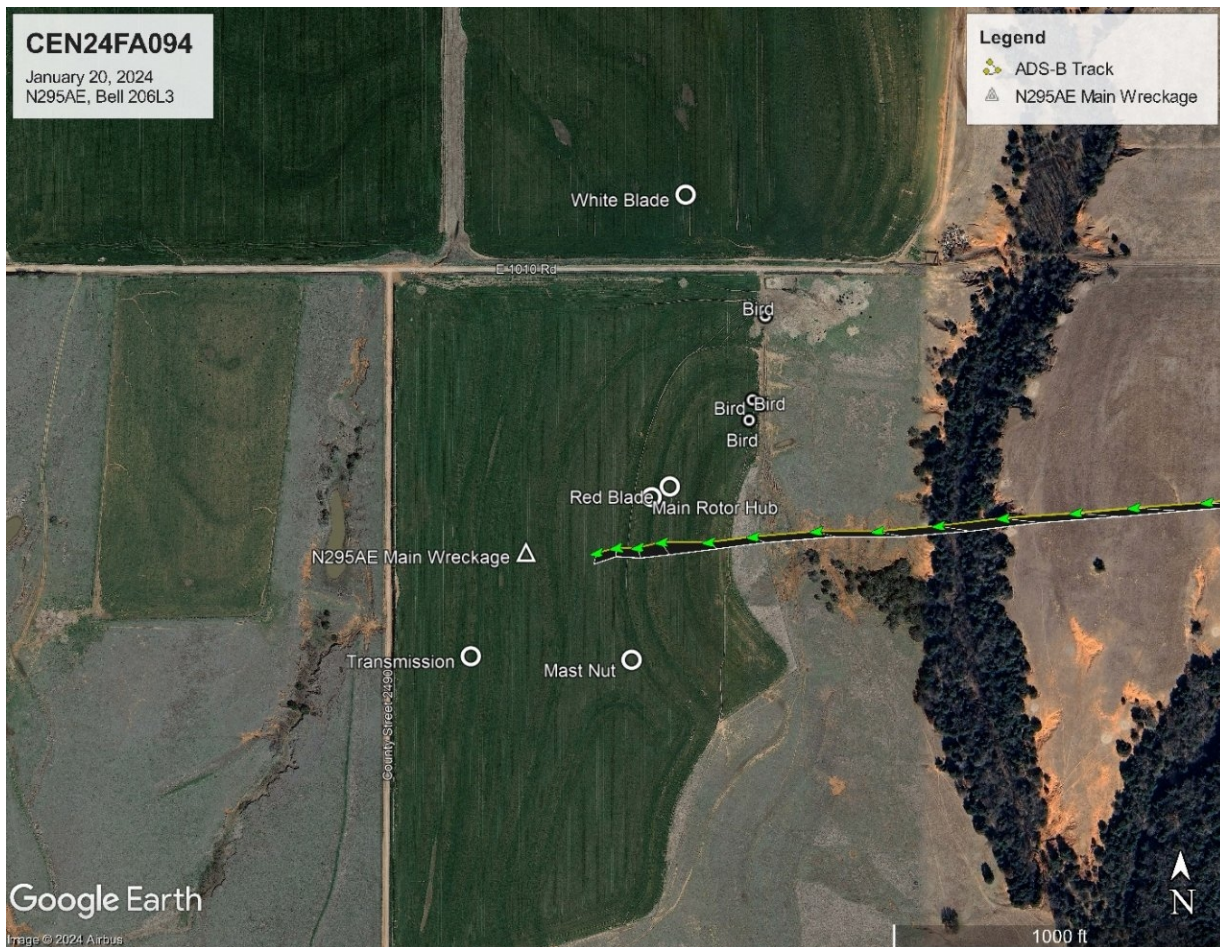 CEN24FA094
January 20, 2024
N295AE, Bell 206L3
Legend
ADS-B Track
N295AE Main Wreckage
White Blade
E 1010 Rd
Bird
Bird
Bird
Bird
Red Blade
Main Rotor Hub
N295AE Main Wreckage
Transmission
Mast Nut
County Street 2490
N
Google Earth
Image © 2024 Airbus
1000 ft